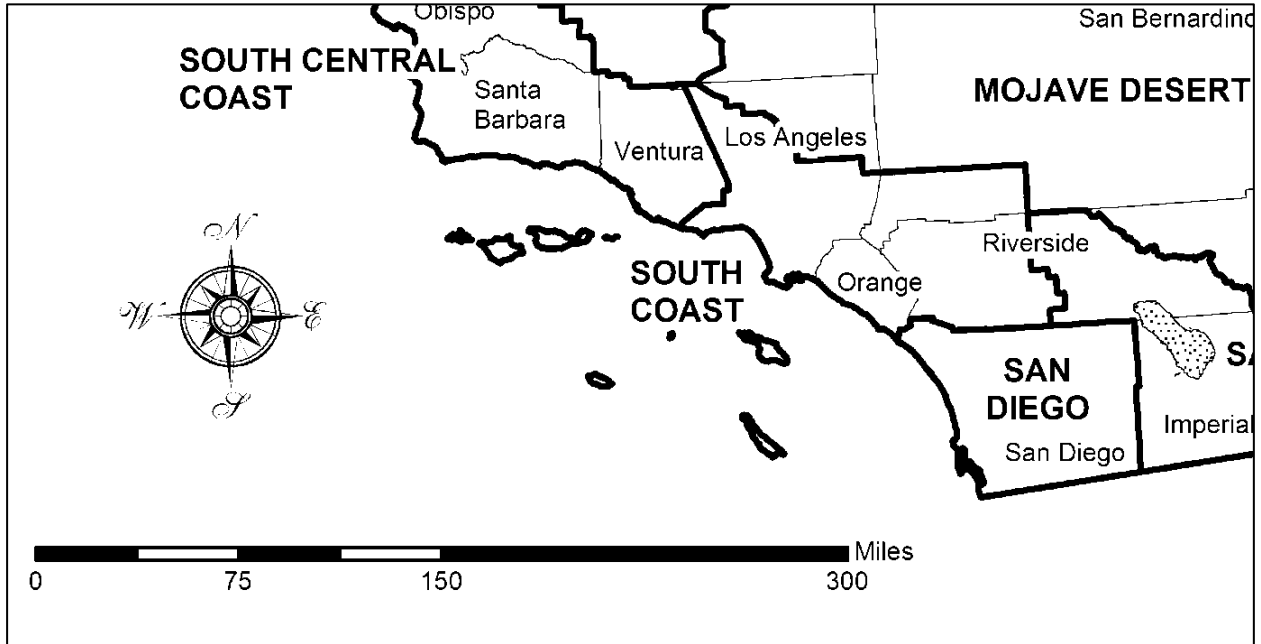 Obispo
San Bernardino
SOUTH CENTRAL
COAST
MOJAVE DESERT
Santa
Barbara
Los Angeles
Ventura
N
Riverside
SOUTH
COAST
Orange
W
E
SAN
DIEGO
SA
S
Imperial
San Diego
Miles
0
75
150
300